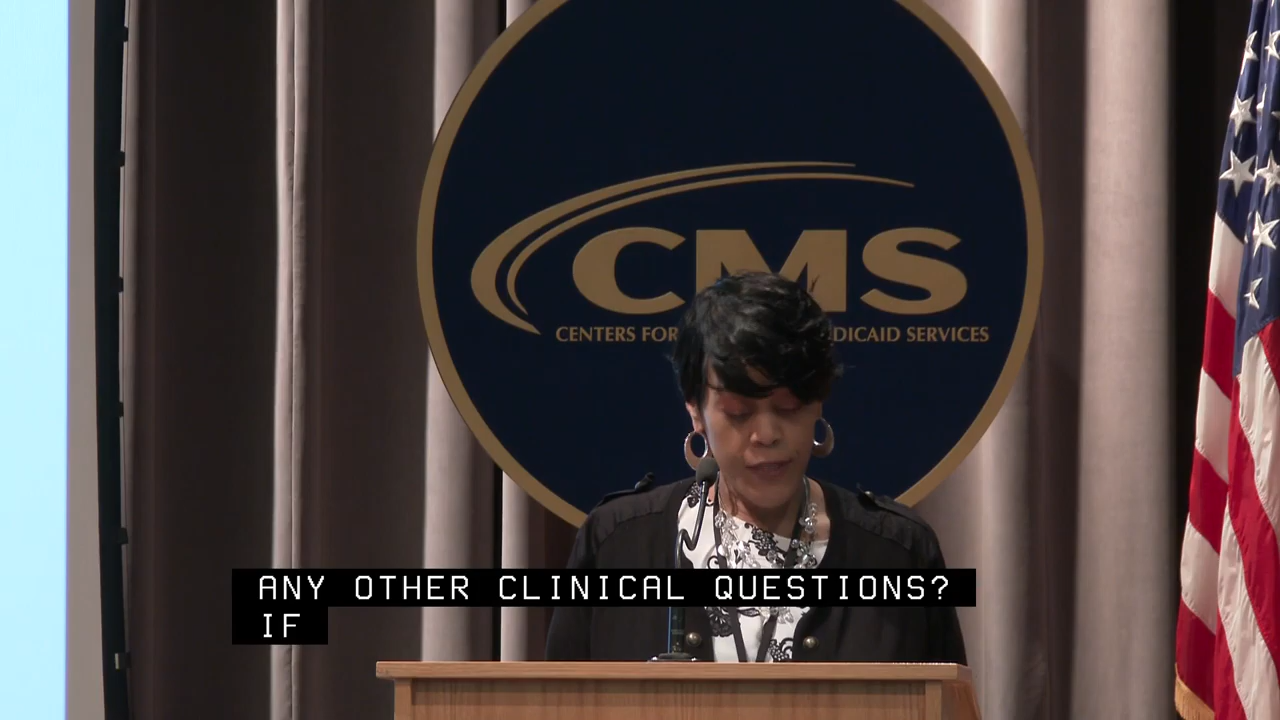 CMS
CENTERS FOR DICAID SERVICES
ANY OTHER CLINICAL QUESTIONS?
IF